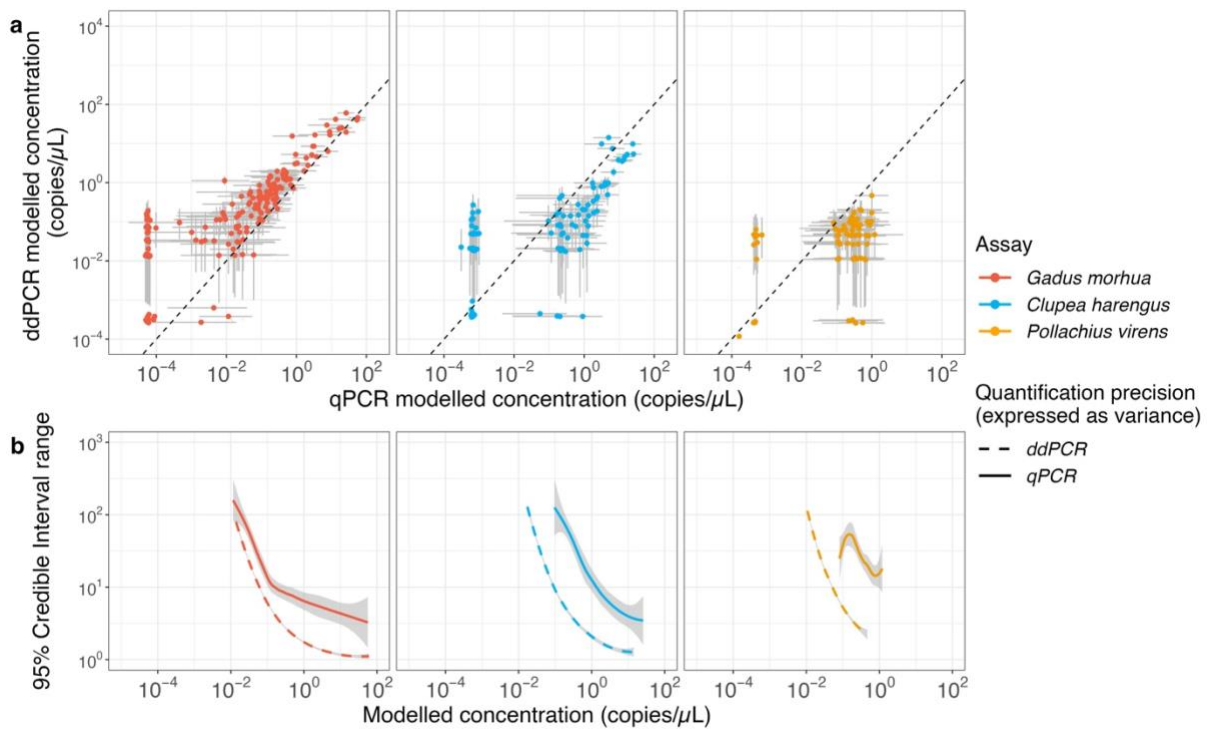 a
ddPCR modelled concentration
(copies/μL)
10⁴
10²
10⁰
10⁻²
10⁻⁴
10⁻⁴ 10⁻² 10⁰ 10² 10⁻⁴ 10⁻² 10⁰ 10² 10⁻⁴ 10⁻² 10⁰ 10²
qPCR modelled concentration (copies/μL)
Assay
Gadus morhua
Clupea harengus
Pollachius virens
Quantification precision
(expressed as variance)
ddPCR
qPCR
b
95% Credible Interval range
10³
10²
10¹
10⁰
10⁻⁴ 10⁻² 10⁰ 10² 10⁻⁴ 10⁻² 10⁰ 10² 10⁻⁴ 10⁻² 10⁰ 10²
Modelled concentration (copies/μL)